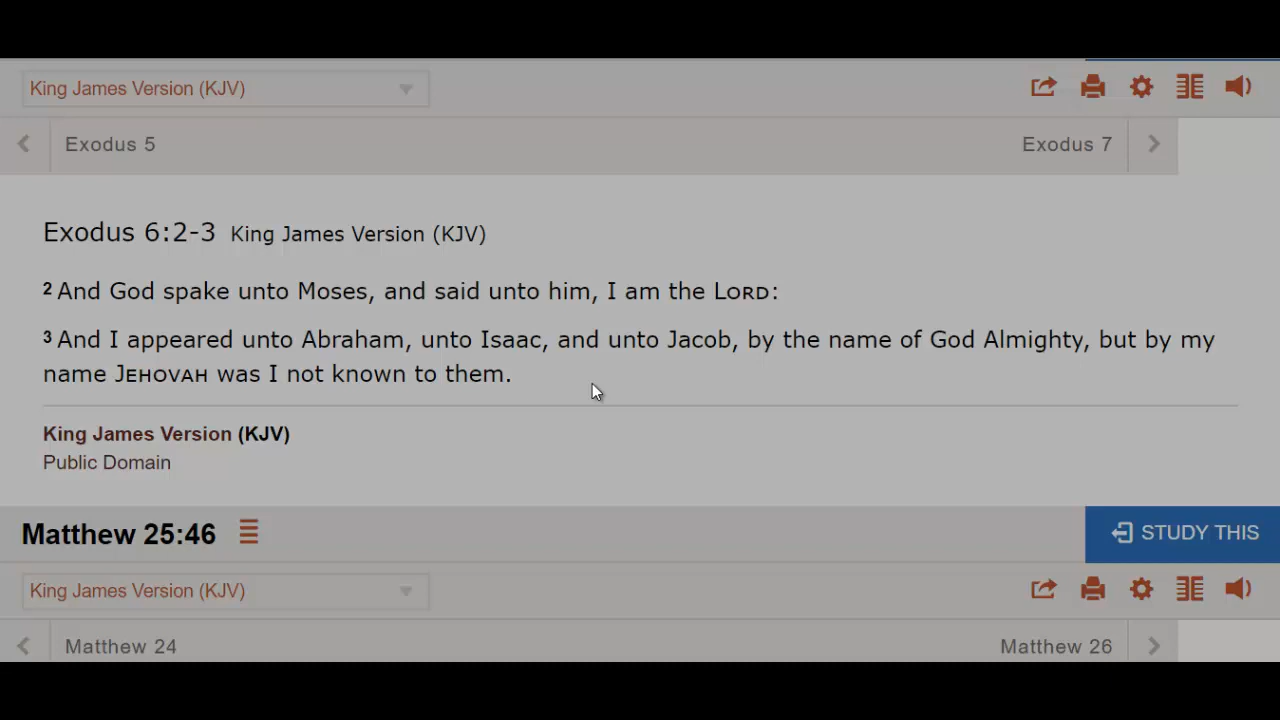 King James Version (KJV)
Exodus 5
Exodus 7
Exodus 6:2-3 King James Version (KJV)
2 And God spake unto Moses, and said unto him, I am the LORD:
3 And I appeared unto Abraham, unto Isaac, and unto Jacob, by the name of God Almighty, but by my
name JEHOVAH was I not known to them.
King James Version (KJV)
Public Domain
Matthew 25:46
STUDY THIS
King James Version (KJV)
Matthew 24
Matthew 26